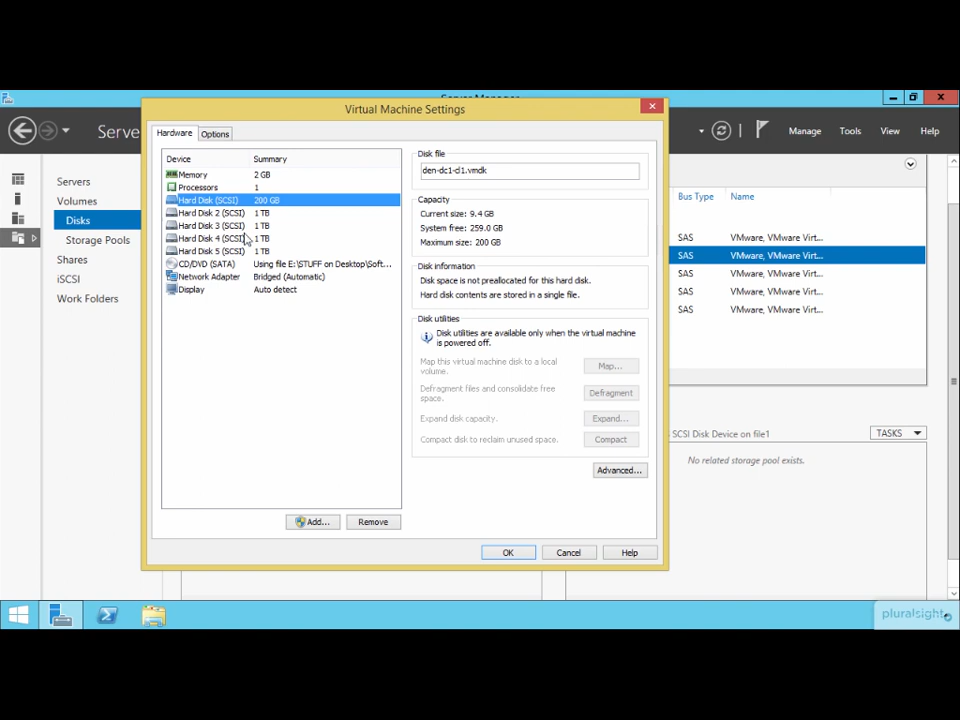 Server Manager
Virtual Machine Settings
Serve
Manage
Tools
View
Help
Hardware
Options
Device
Summary
Memory
2 GB
Processors
1
Hard Disk (SCSI)
200 GB
Hard Disk 2 (SCSI)
1 TB
Hard Disk 3 (SCSI)
1 TB
Hard Disk 4 (SCSI)
1 TB
Hard Disk 5 (SCSI)
1 TB
CD/DVD (SATA)
Using file E:\STUFF on Desktop\Soft...
Network Adapter
Bridged (Automatic)
Display
Auto detect
Add...
Remove
Disk file
den-dc1-cl1.vmdk
Capacity
Current size: 9.4 GB
System free: 259.0 GB
Maximum size: 200 GB
Disk information
Disk space is not preallocated for this hard disk.
Hard disk contents are stored in a single file.
Disk utilities
Disk utilities are available only when the virtual machine
is powered off.
Map this virtual machine disk to a local
volume.
Map...
Defragment files and consolidate free
space.
Defragment
Expand disk capacity.
Expand...
Compact disk to reclaim unused space.
Compact
Advanced...
OK
Cancel
Help
Servers
Volumes
Disks
Storage Pools
Shares
iSCSI
Work Folders
Bus Type
Name
SAS
VMware, VMware Virt...
SAS
VMware, VMware Virt...
SAS
VMware, VMware Virt...
SAS
VMware, VMware Virt...
SAS
VMware, VMware Virt...
SCSI Disk Device on file1
TASKS
No related storage pool exists.
pluralsight